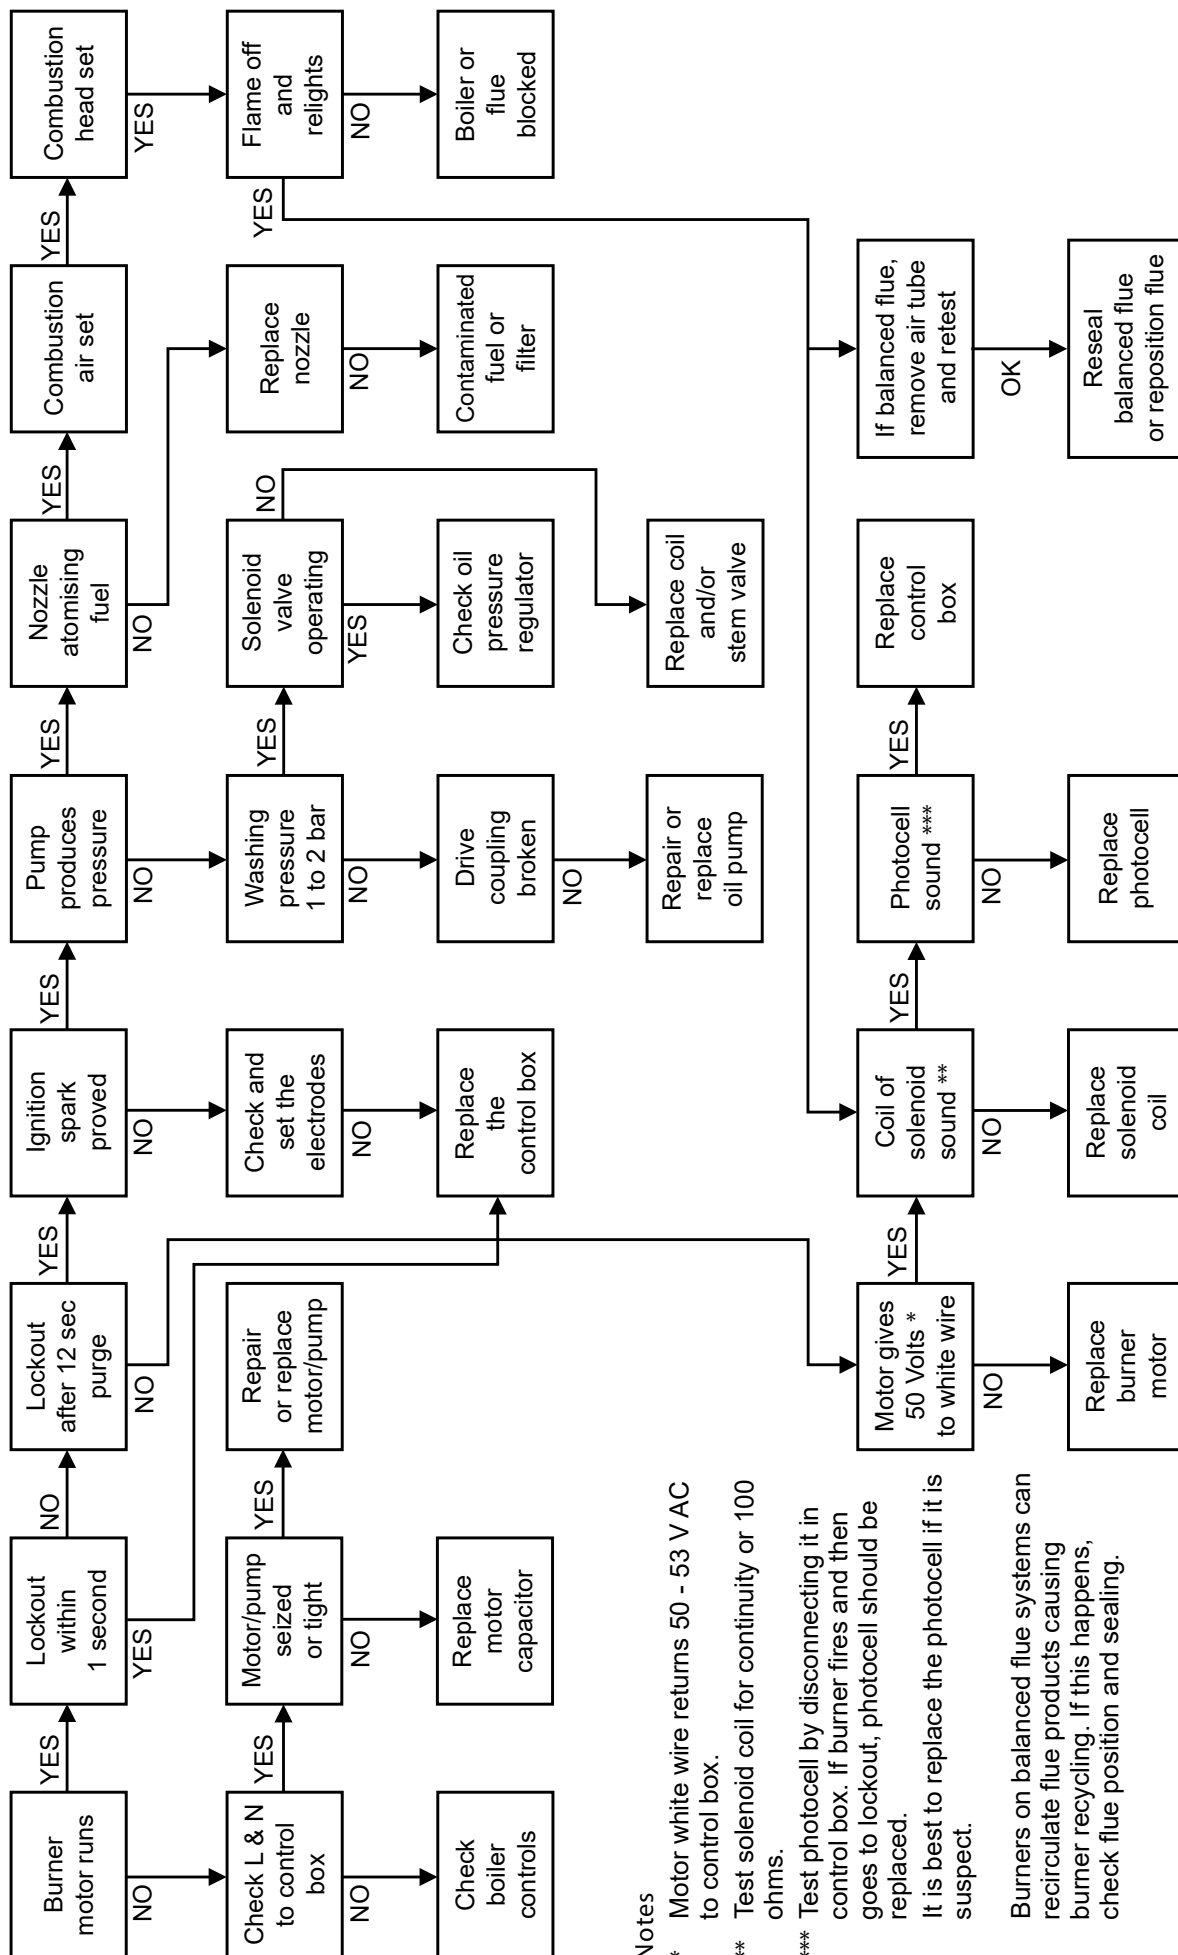 Burner
motor runs
YES
NO
Lockout
within
1 second
NO
YES
Lockout
after 12 sec
purge
YES
NO
Ignition
spark
proved
YES
NO
Pump
produces
pressure
YES
NO
Nozzle
atomising
fuel
YES
NO
Combustion
air set
YES
Combustion
head set
YES
Check L & N
to control
box
YES
NO
Motor/pump
seized
or tight
YES
NO
Repair
or replace
motor/pump
Check and
set the
electrodes
NO
Washing
pressure
1 to 2 bar
YES
NO
Solenoid
valve
operating
NO
YES
Replace
nozzle
NO
Flame off
and
relights
YES
NO
Check
boiler
controls
Replace
motor
capacitor
Replace
the
control box
Drive
coupling
broken
NO
Check oil
pressure
regulator
Contaminated
fuel or
filter
Boiler or
flue
blocked
Repair or
replace
oil pump
Replace coil
and/or
stem valve
Motor gives
50 Volts *
to white wire
YES
NO
Coil of
solenoid
sound **
YES
NO
Photocell
sound ***
YES
NO
Replace
control
box
If balanced flue,
remove air tube
and retest
OK
Replace
burner
motor
Replace
solenoid
coil
Replace
photocell
Reseal
balanced flue
or reposition flue
Notes
* Motor white wire returns 50 - 53 V AC
to control box.
** Test solenoid coil for continuity or 100
ohms.
*** Test photocell by disconnecting it in
control box. If burner fires and then
goes to lockout, photocell should be
replaced.
It is best to replace the photocell if it is
suspect.
Burners on balanced flue systems can
recirculate flue products causing
burner recycling. If this happens,
check flue position and sealing.